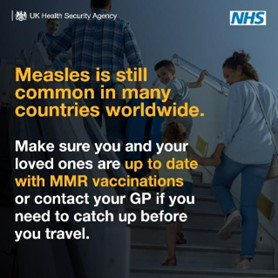 UK Health Security Agency
NHS
Measles is still
common in many
countries worldwide.
Make sure you and your
loved ones are up to date
with MMR vaccinations
or contact your GP if you
need to catch up before
you travel.